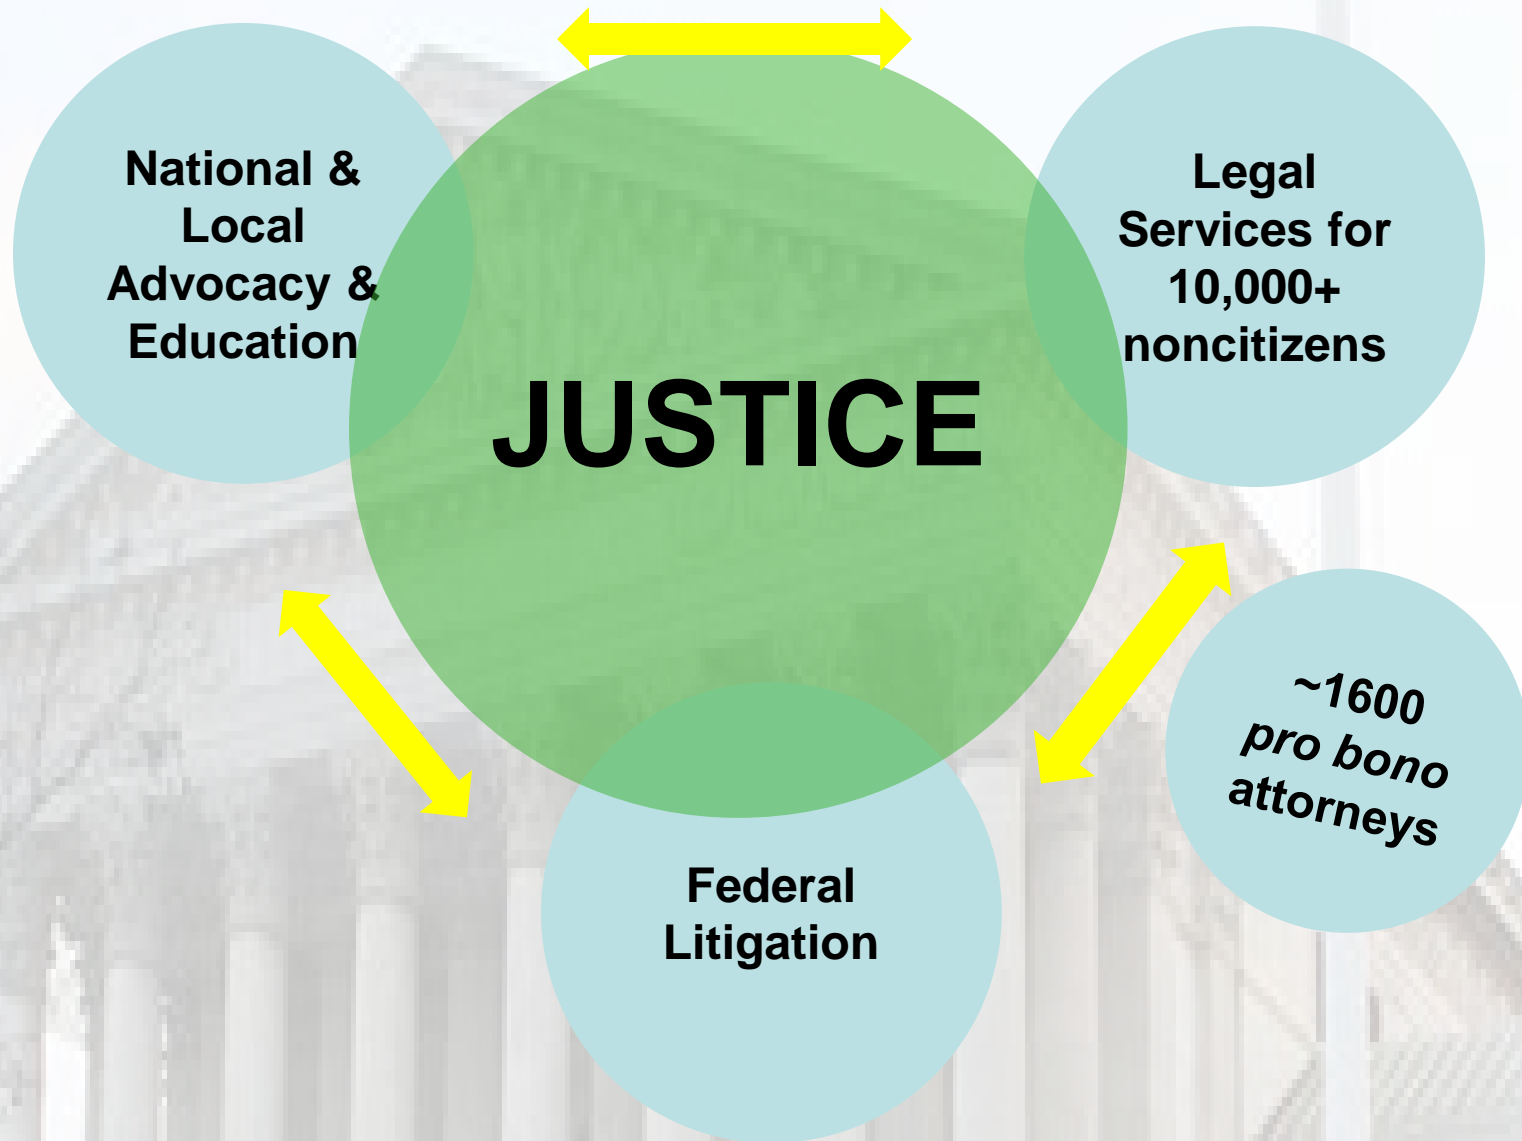 National &
Local
Advocacy &
Education
Legal
Services for
10,000+
noncitizens
JUSTICE
~1600
pro bono
attorneys
Federal
Litigation